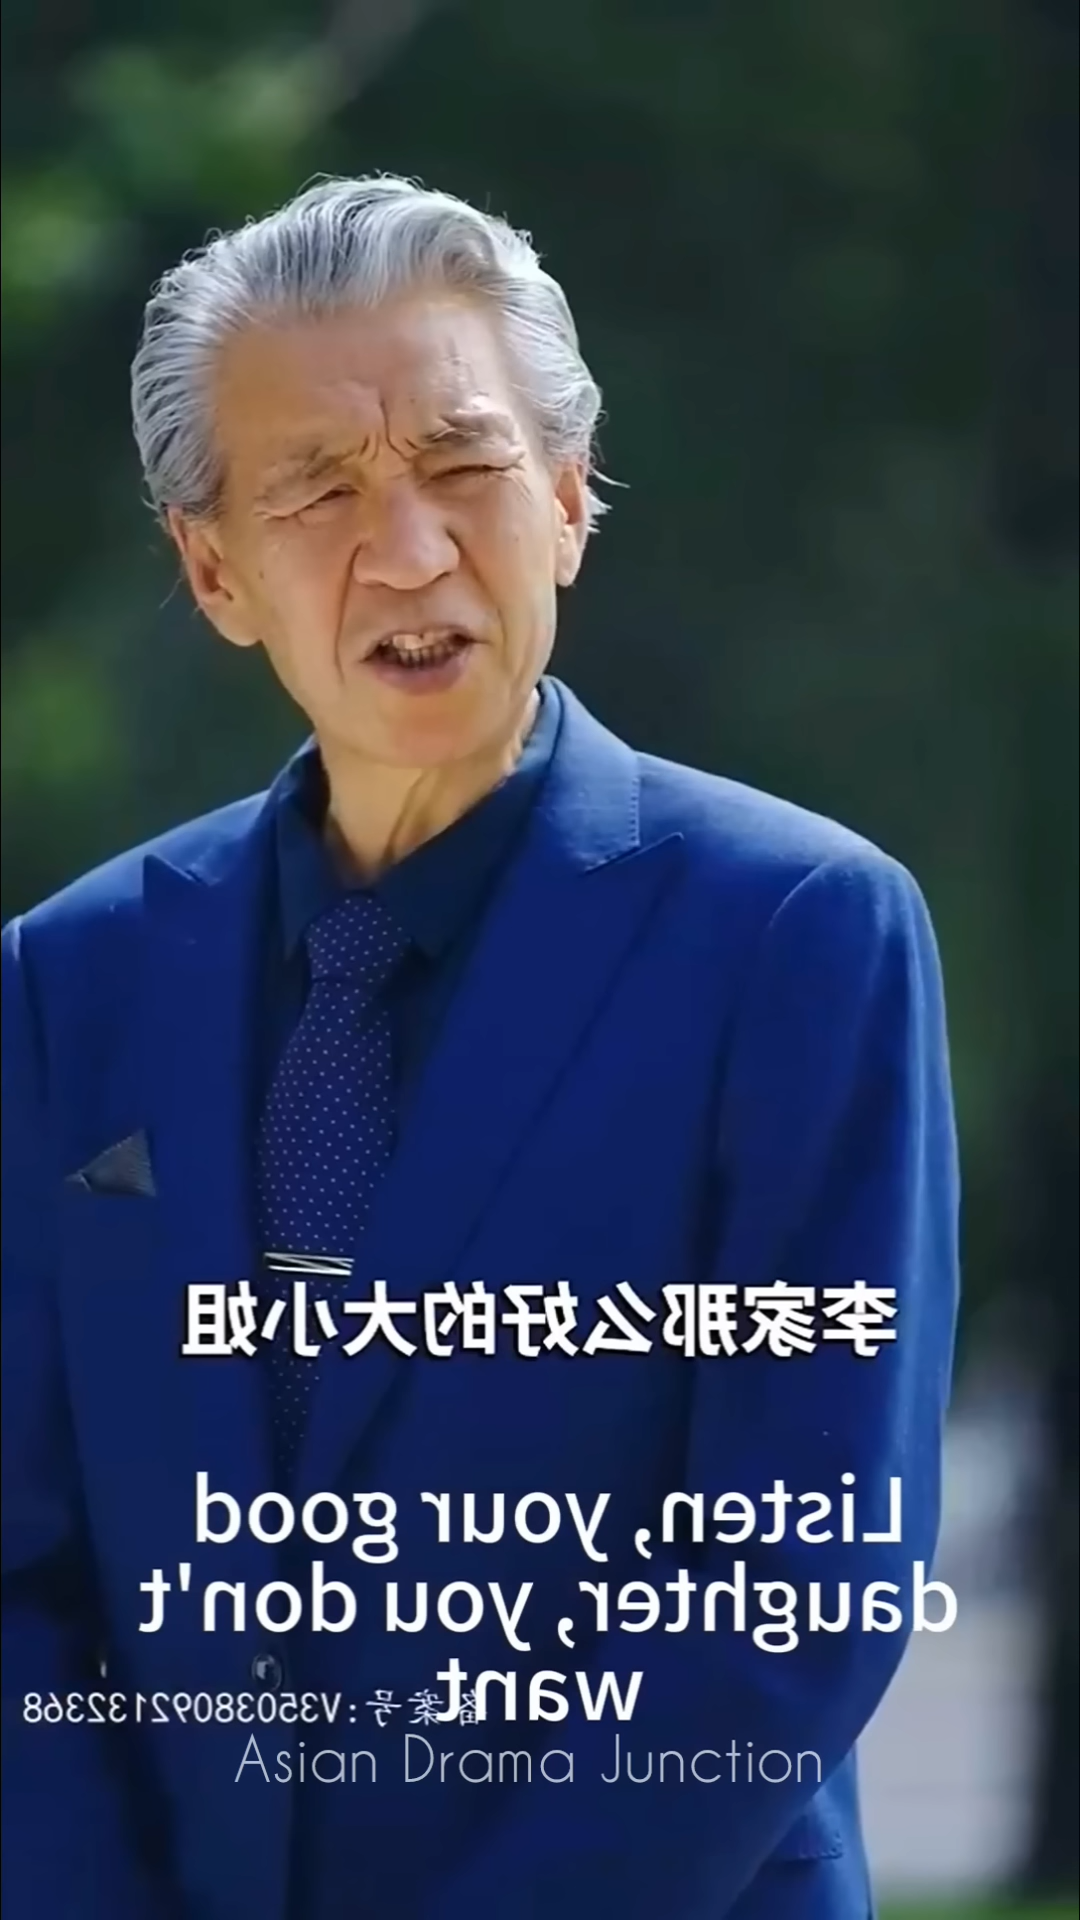 李家那么好的大小姐
Listen, your good
daughter, you don't
want
备案号:V35038092132368
Asian Drama Junction